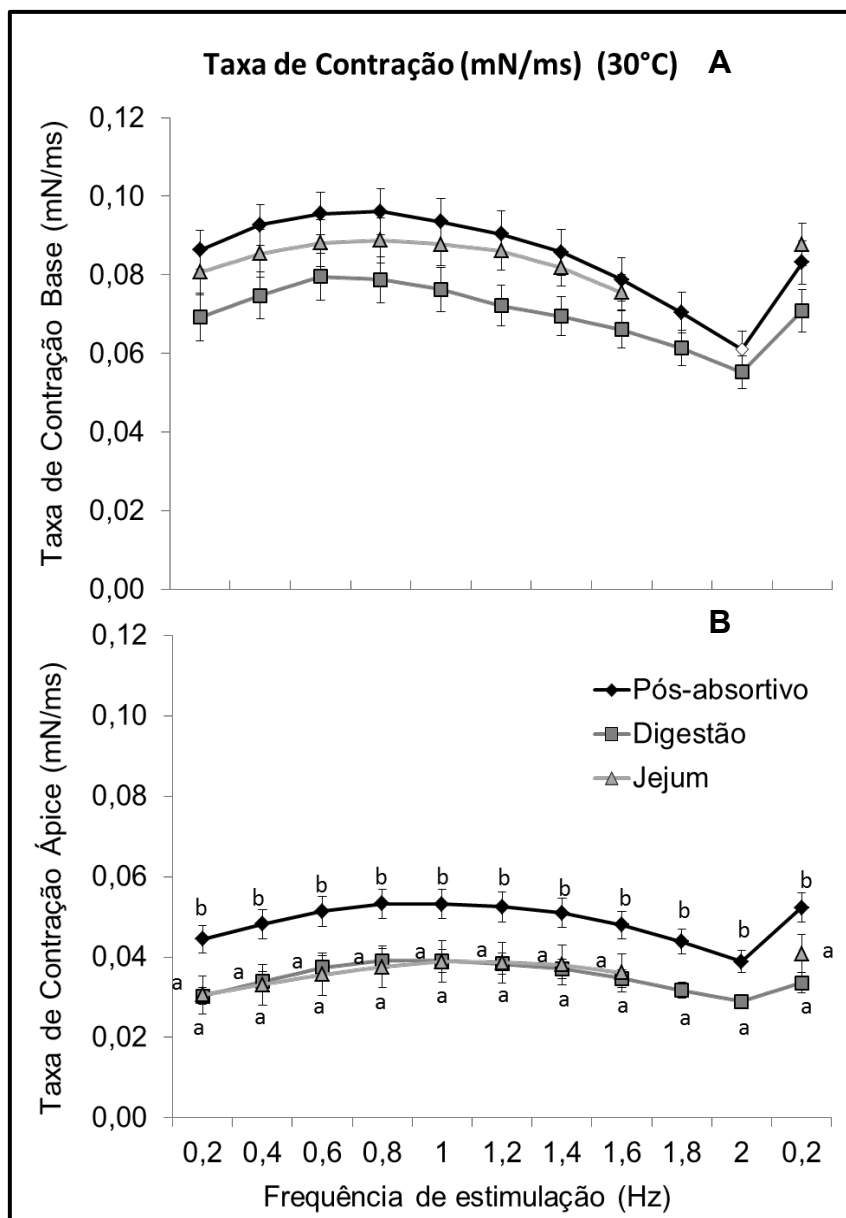 Taxa de Contração (mN/ms) (30°C) A
Taxa de Contração Base (mN/ms)
0,12
0,10
0,08
0,06
0,04
0,02
0,00
B
Taxa de Contração Ápice (mN/ms)
0,12
0,10
0,08
0,06
0,04
0,02
0,00
Pós-absortivo
Digestão
Jejum
b b b b b b b b b b b
a a a a a a a a a
a a a a a a a a a a a
0,2 0,4 0,6 0,8 1 1,2 1,4 1,6 1,8 2 0,2
Frequência de estimulação (Hz)